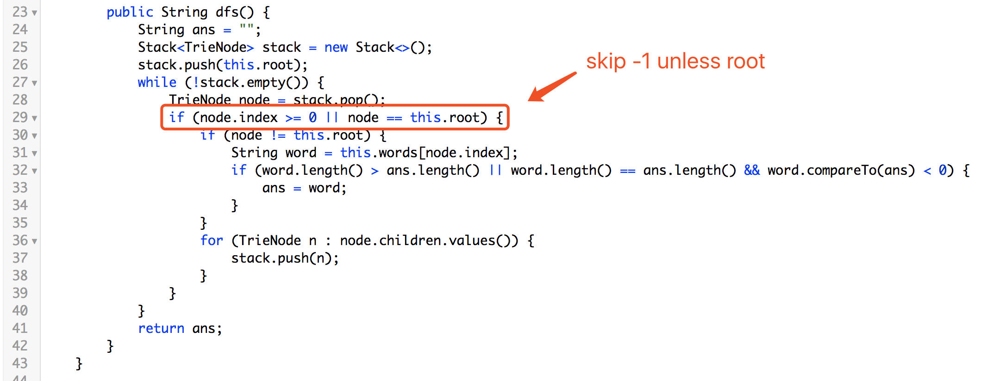 23 public String dfs() {
24 String ans = "";
25 Stack<TrieNode> stack = new Stack<>();
26 stack.push(this.root);
27 while (!stack.empty()) {
28 TrieNode node = stack.pop();
29 if (node.index >= 0 || node == this.root) {
skip -1 unless root
30 if (node != this.root) {
31 String word = this.words[node.index];
32 if (word.length() > ans.length() || word.length() == ans.length() && word.compareTo(ans) < 0) {
33 ans = word;
34 }
35 }
36 for (TrieNode n : node.children.values()) {
37 stack.push(n);
38 }
39 }
40 }
41 return ans;
42 }
43 }
44